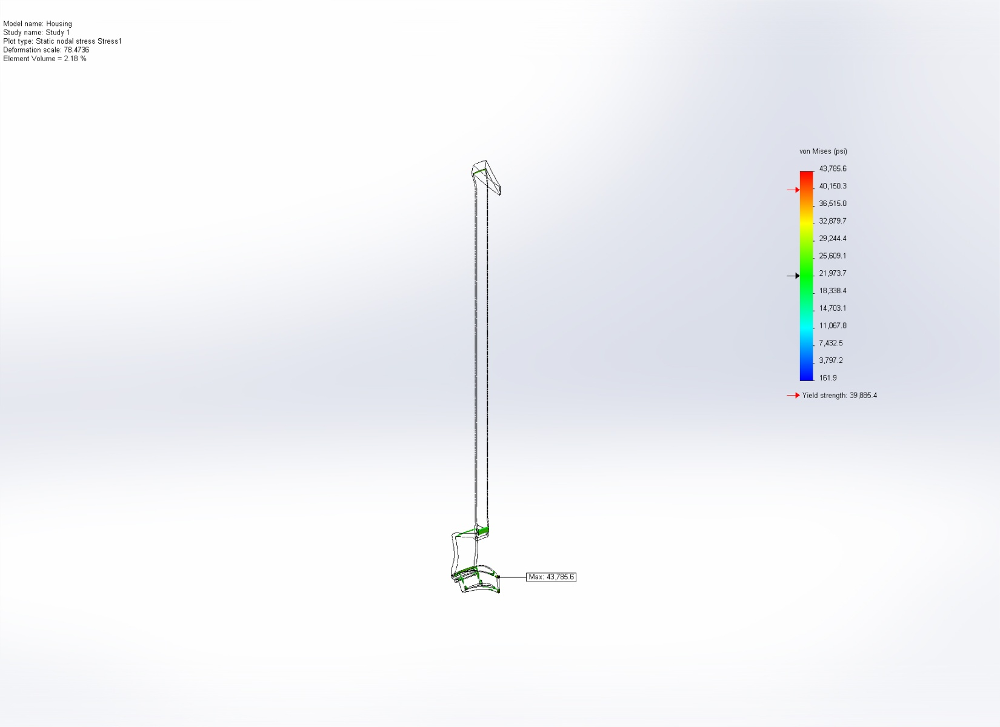 Model name: Housing
Study name: Study 1
Plot type: Static nodal stress Stress1
Deformation scale: 78.4736
Element Volume = 2.18 %
von Mises (psi)
43,785.6
40,150.3
36,515.0
32,879.7
29,244.4
25,609.1
21,973.7
18,338.4
14,703.1
11,067.8
7,432.5
3,797.2
161.9
Yield strength: 39,885.4
Max: 43,785.6